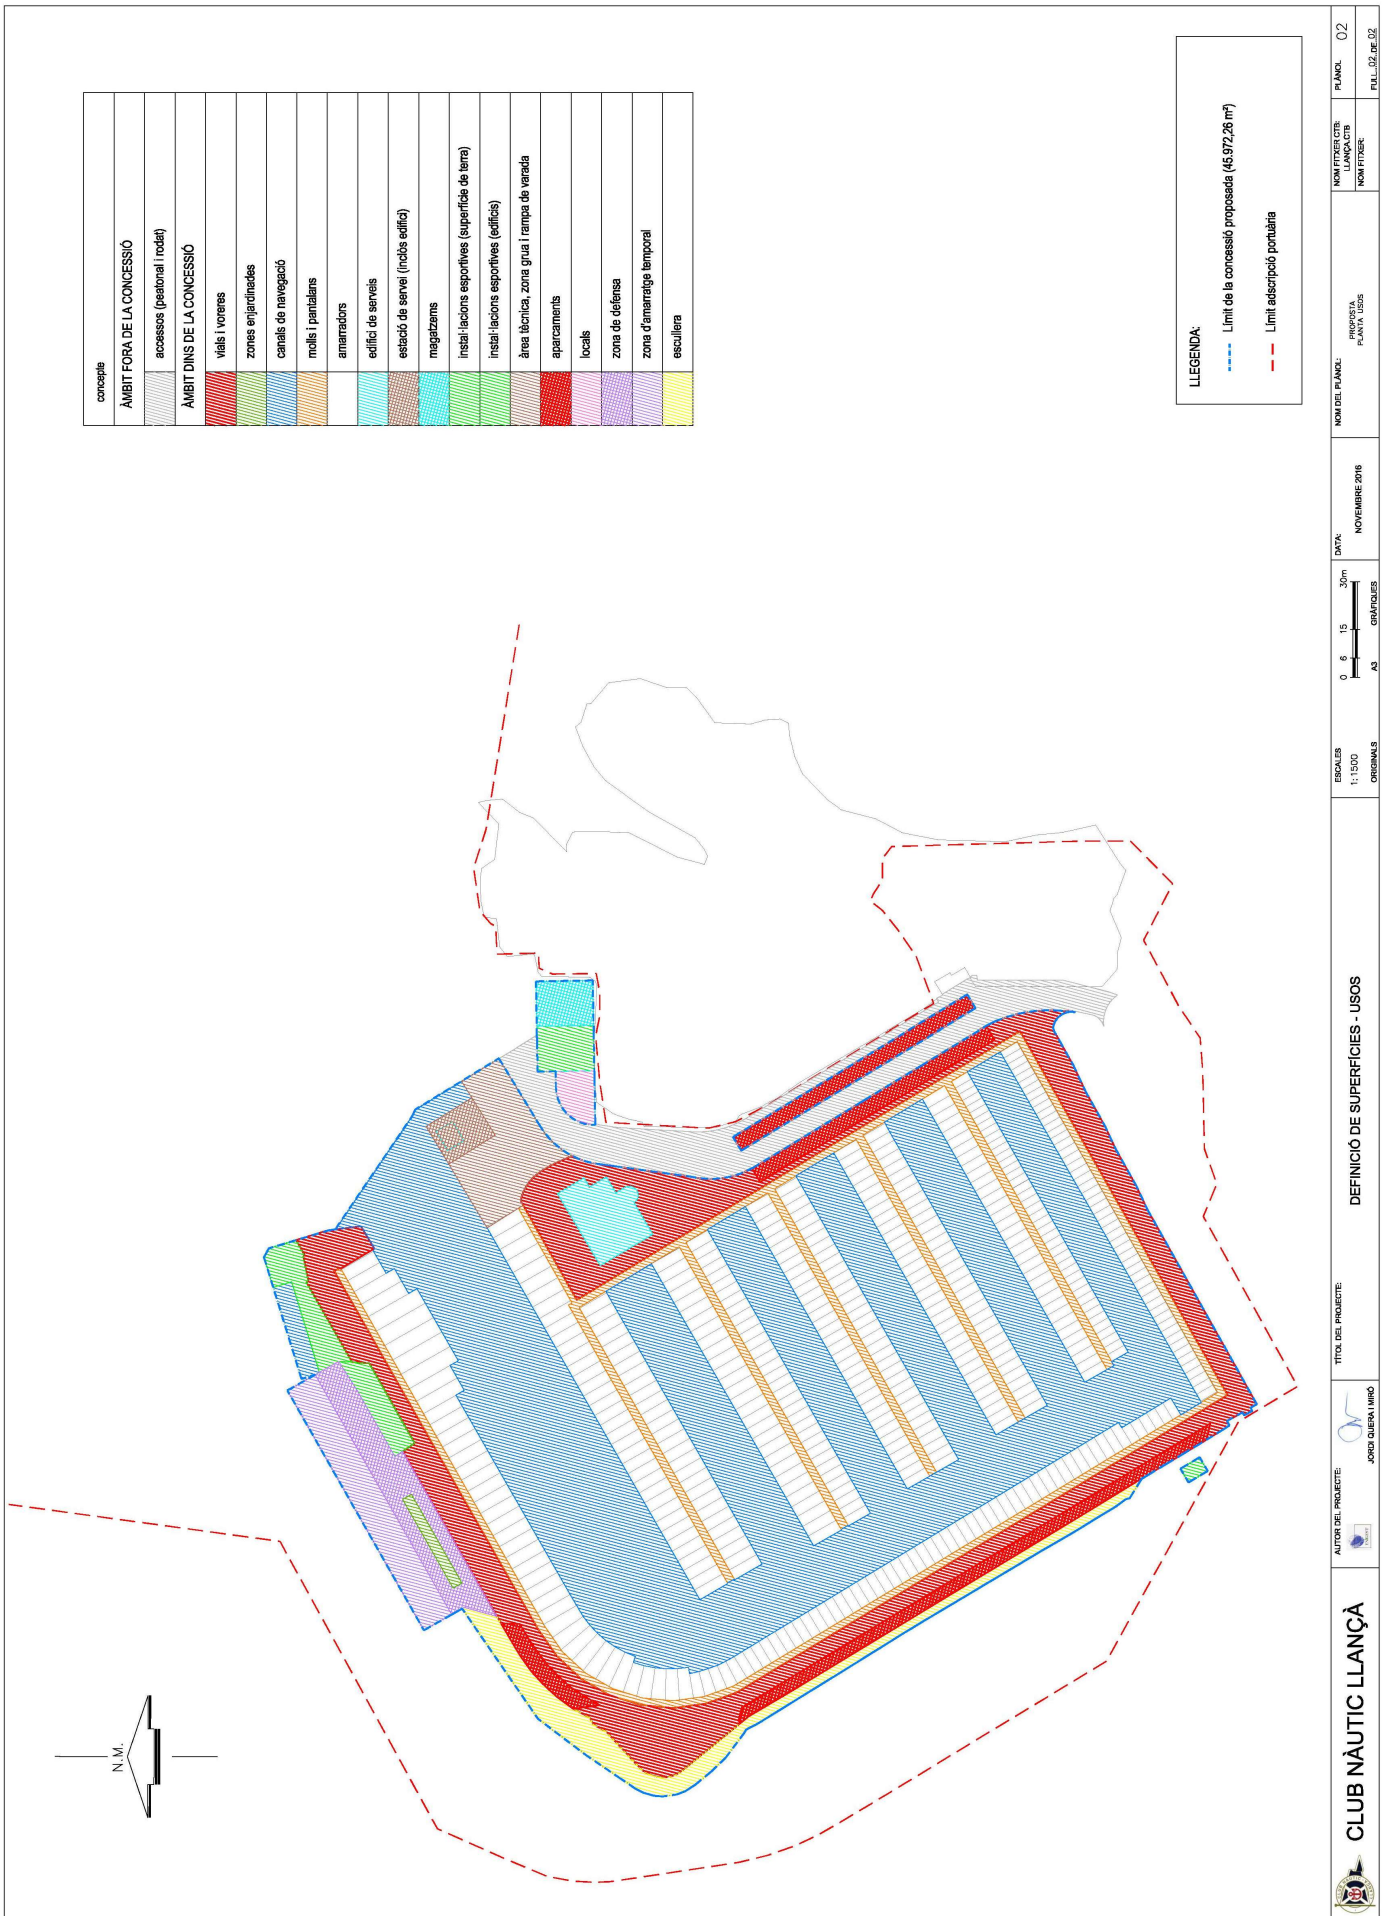 concepte
ÀMBIT FORA DE LA CONCESSIÓ
accessos (peatonal i rodat)
ÀMBIT DINS DE LA CONCESSIÓ
vials i voreres
zones enjardinades
canals de navegació
molls i pantalans
amarradors
edifici de serveis
estació de servei (inclòs edifici)
magatzems
instal·lacions esportives (superfície de terra)
instal·lacions esportives (edificis)
àrea tècnica, zona grua i rampa de varada
aparcaments
locals
zona de defensa
zona d'amarratge temporal
escullera
LLEGENDA:
Límit de la concessió proposada (45.972,26 m²)
Límit adscripció portuària
N.M.
CLUB NÀUTIC LLANÇÀ
AUTOR DEL PROJECTE:
JORDI QUERA I MIRÓ
TÍTOL DEL PROJECTE:
DEFINICIÓ DE SUPERFÍCIES - USOS
ESCALES
1:1500
ORIGINALS
0 6 15 30m
A3
GRÀFIQUES
DATA:
NOVEMBRE 2016
NOM DEL PLÀNOL:
PROPOSTA
PLANTA USOS
NOM FITXER CTB:
LLANÇA.CTB
NOM FITXER:
PLÀNOL
02
FULL..02..DE..02